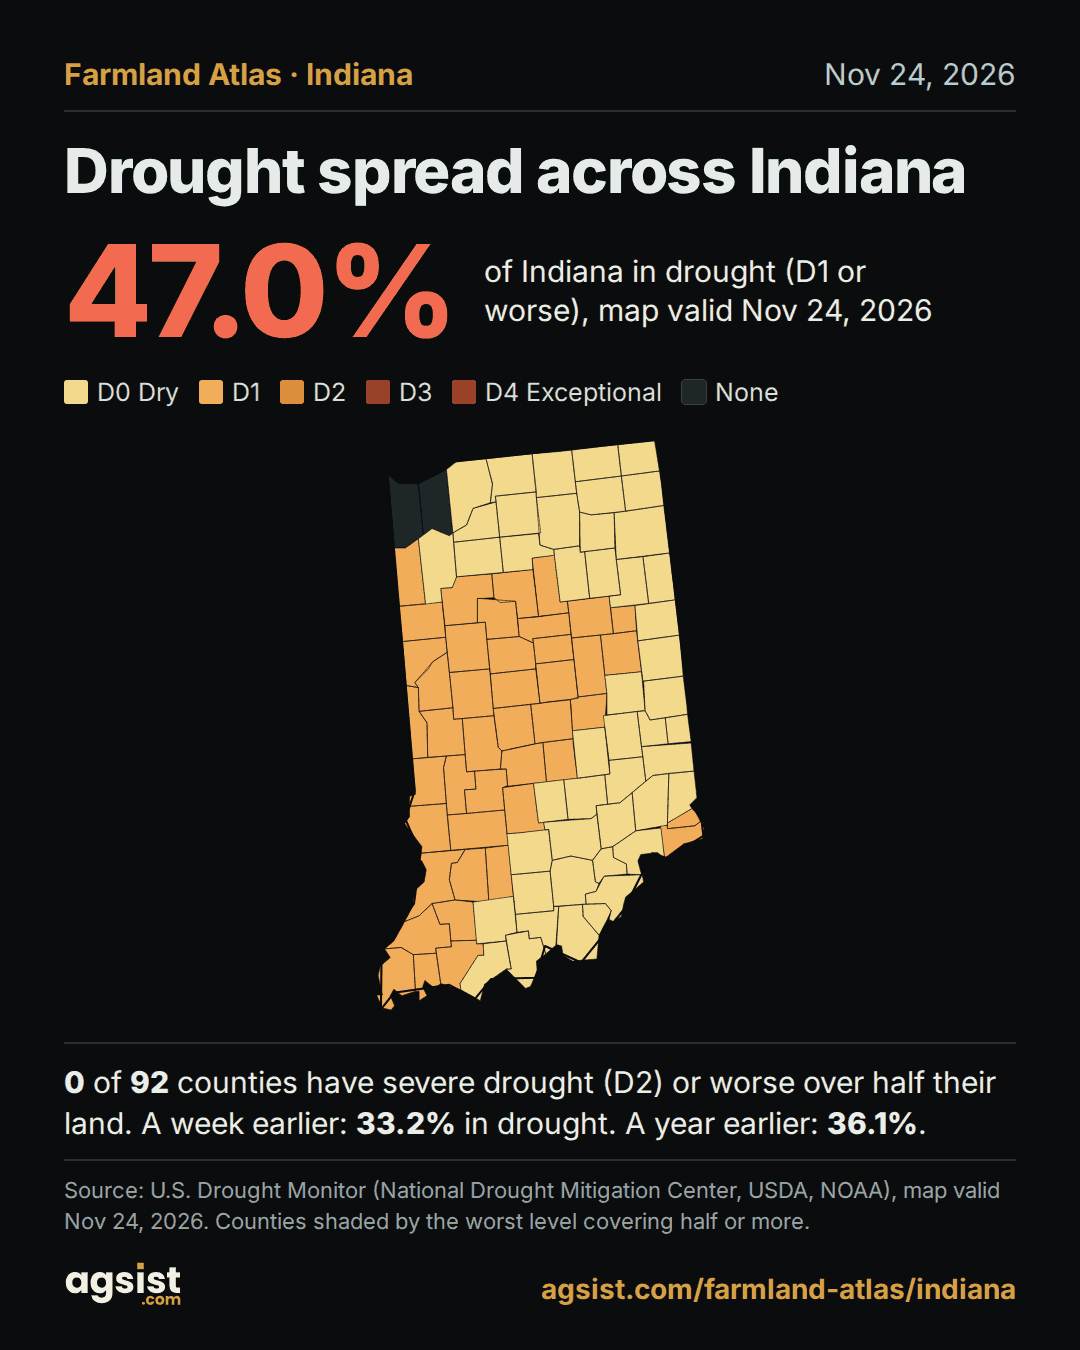 Farmland Atlas · Indiana
Nov 24, 2026
Drought spread across Indiana
47.0%
of Indiana in drought (D1 or
worse), map valid Nov 24, 2026
D0 Dry D1 D2 D3 D4 Exceptional None
0 of 92 counties have severe drought (D2) or worse over half their
land. A week earlier: 33.2% in drought. A year earlier: 36.1%.
Source: U.S. Drought Monitor (National Drought Mitigation Center, USDA, NOAA), map valid
Nov 24, 2026. Counties shaded by the worst level covering half or more.
agsist
.com
agsist.com/farmland-atlas/indiana